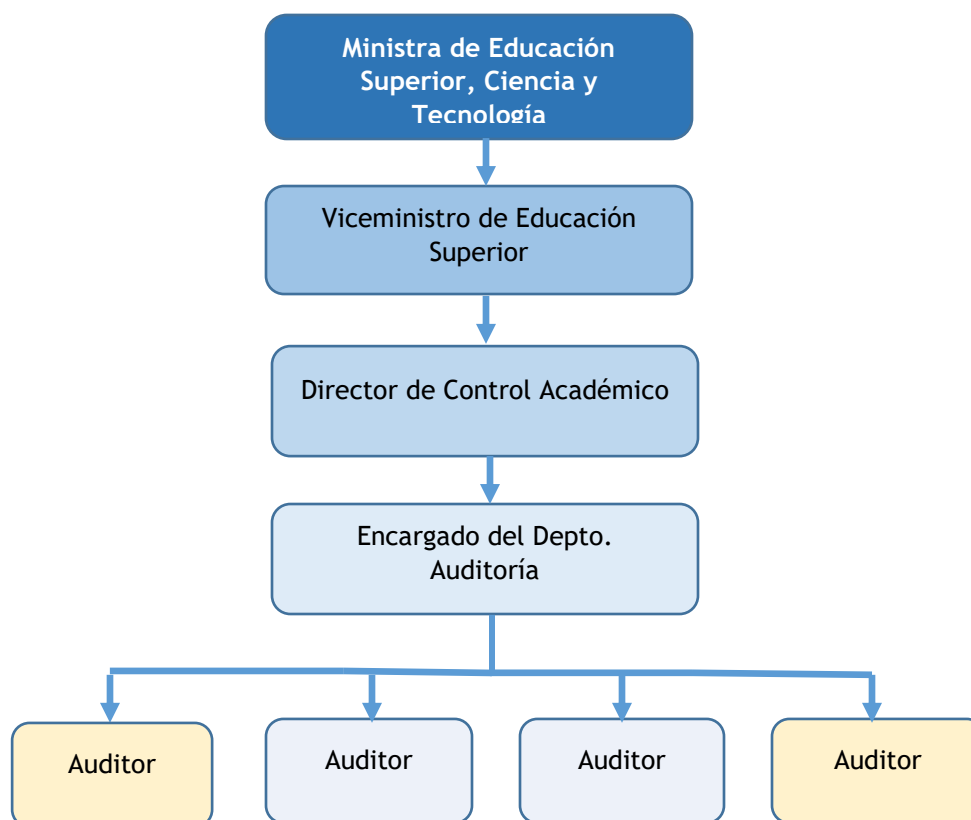 Ministra de Educación
Superior, Ciencia y
Tecnología
Viceministro de Educación
Superior
Director de Control Académico
Encargado del Depto.
Auditoría
Auditor
Auditor
Auditor
Auditor